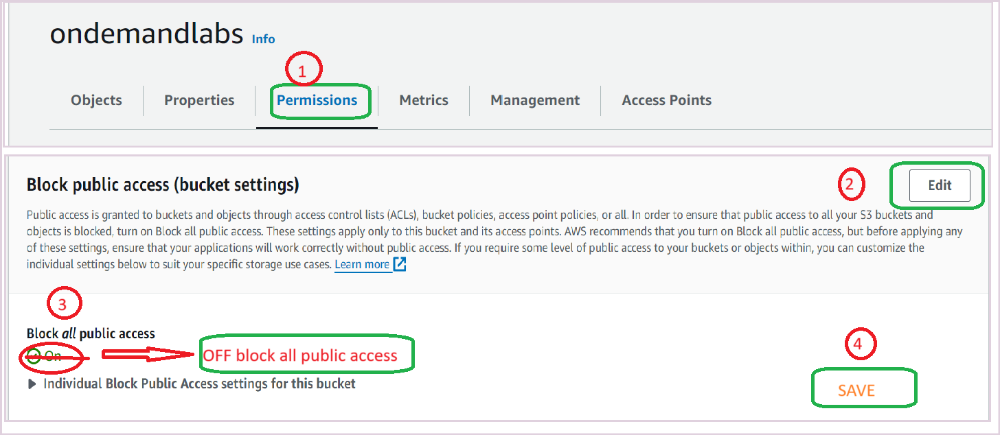 ondemandlabs Info
1
Objects Properties Permissions Metrics Management Access Points
Block public access (bucket settings)
2
Edit
Public access is granted to buckets and objects through access control lists (ACLs), bucket policies, access point policies, or all. In order to ensure that public access to all your S3 buckets and
objects is blocked, turn on Block all public access. These settings apply only to this bucket and its access points. AWS recommends that you turn on Block all public access, but before applying any
of these settings, ensure that your applications will work correctly without public access. If you require some level of public access to your buckets or objects within, you can customize the
individual settings below to suit your specific storage use cases. Learn more
3
Block all public access
On
OFF block all public access
4
Individual Block Public Access settings for this bucket
SAVE